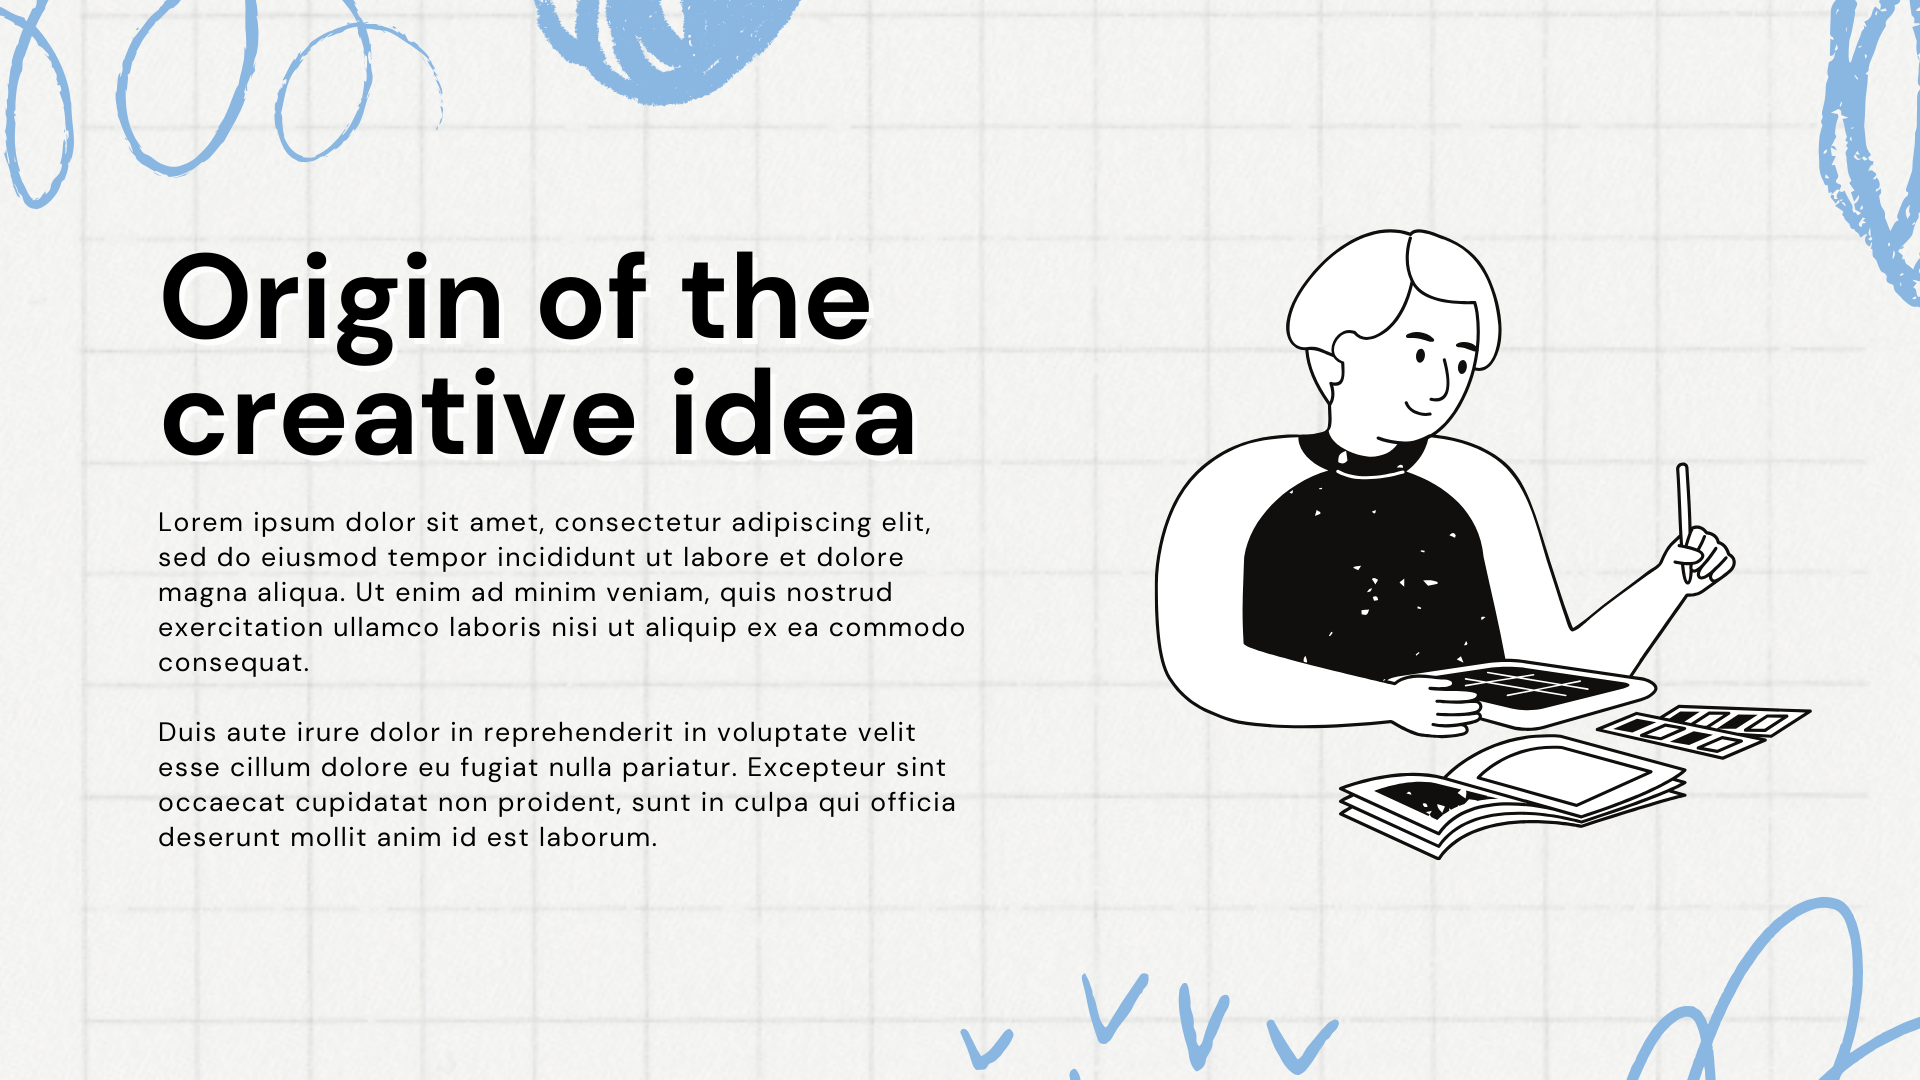 Origin of the
creative idea
Lorem ipsum dolor sit amet, consectetur adipiscing elit,
sed do eiusmod tempor incididunt ut labore et dolore
magna aliqua. Ut enim ad minim veniam, quis nostrud
exercitation ullamco laboris nisi ut aliquip ex ea commodo
consequat.
Duis aute irure dolor in reprehenderit in voluptate velit
esse cillum dolore eu fugiat nulla pariatur. Excepteur sint
occaecat cupidatat non proident, sunt in culpa qui officia
deserunt mollit anim id est laborum.